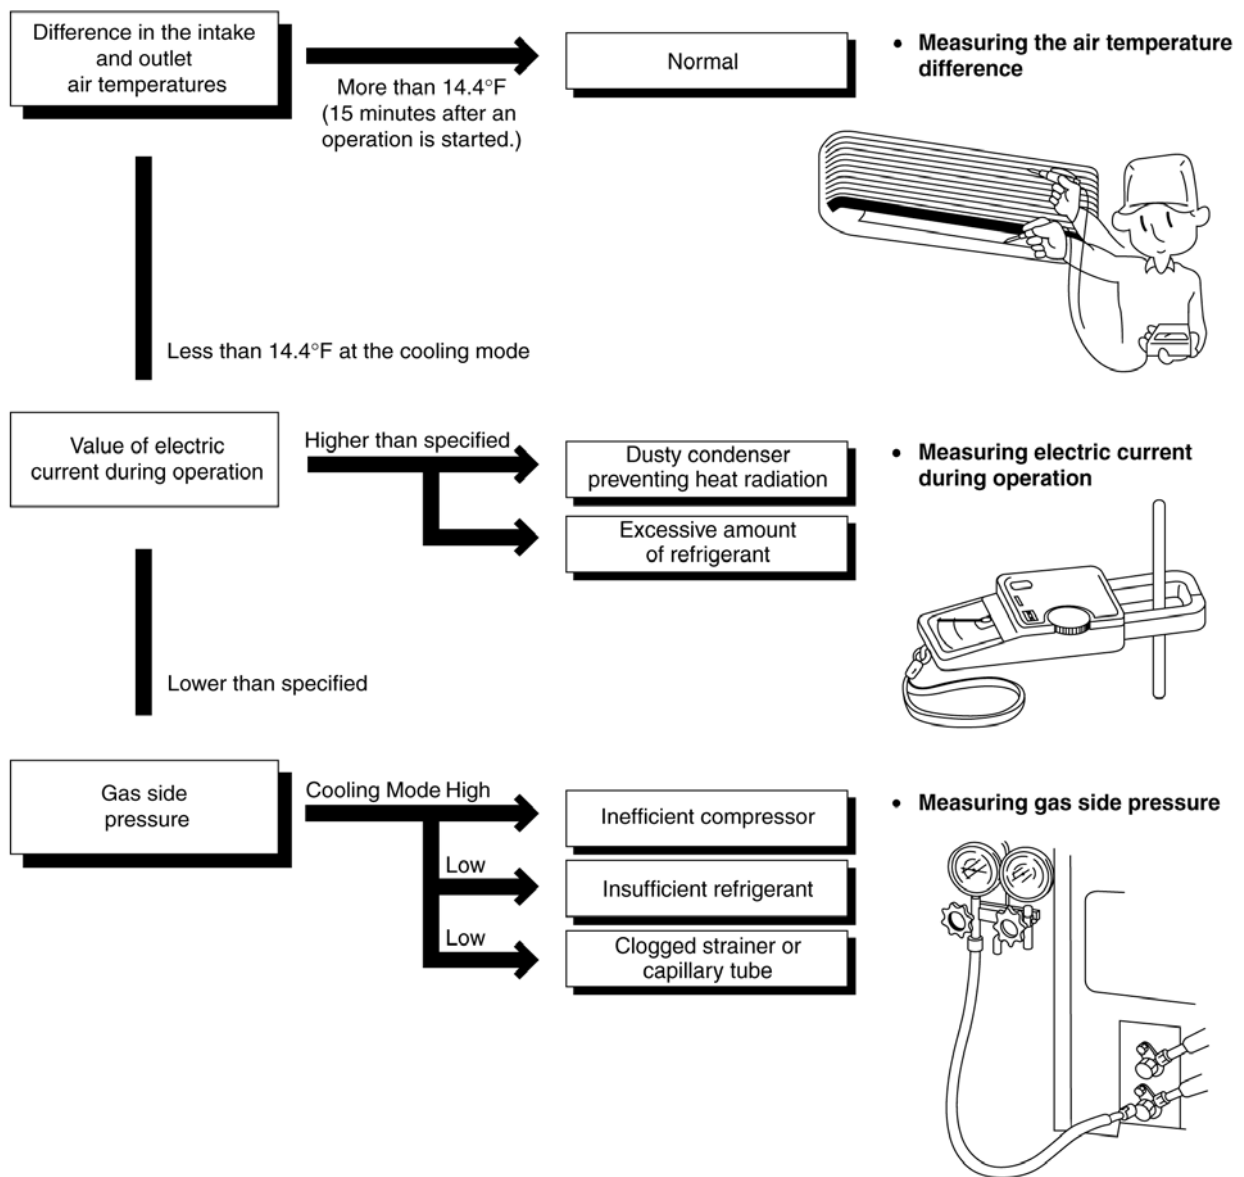 Difference in the intake
and outlet
air temperatures
More than 14.4°F
(15 minutes after an
operation is started.)
Normal
• Measuring the air temperature
difference
Less than 14.4°F at the cooling mode
Value of electric
current during operation
Higher than specified
Dusty condenser
preventing heat radiation
Excessive amount
of refrigerant
• Measuring electric current
during operation
Lower than specified
Gas side
pressure
Cooling Mode High
Inefficient compressor
Low
Insufficient refrigerant
Low
Clogged strainer or
capillary tube
• Measuring gas side pressure